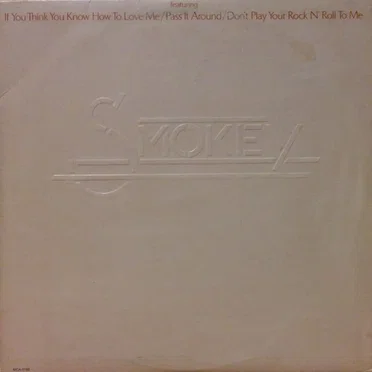 featuring
If You Think You Know How To Love Me/Pass It Around/Don't Play Your Rock N' Roll To Me
SMOKEY